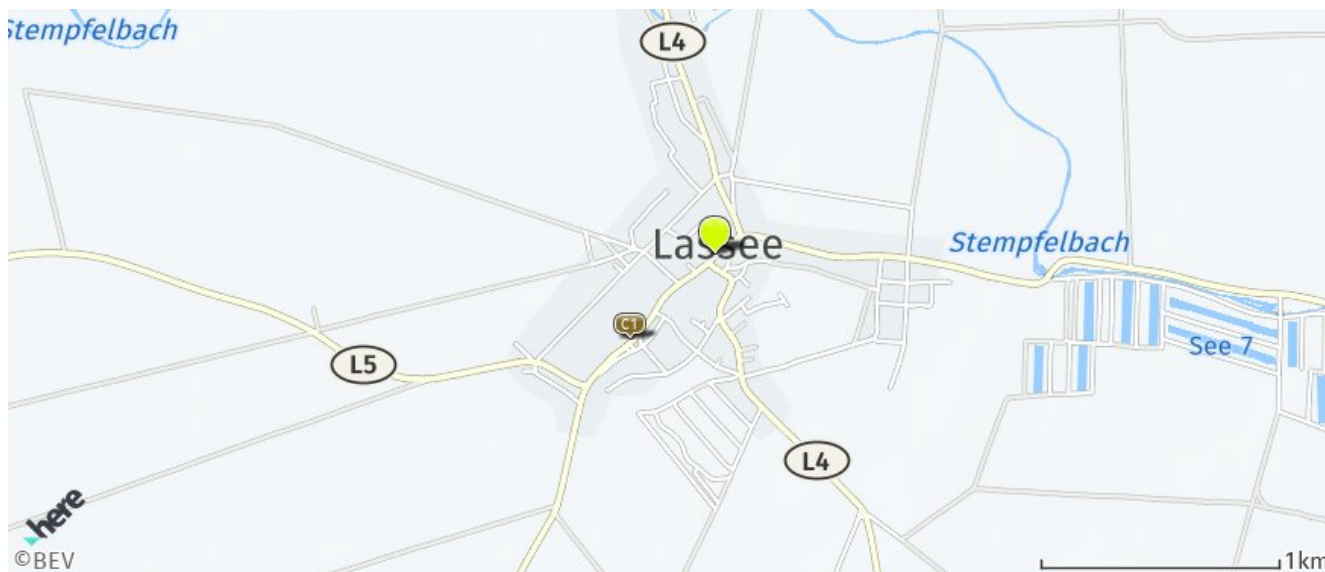 Stempfelbach
L4
Lassee
Stempfelbach
C1
See 7
L5
L4
here
©BEV
1km